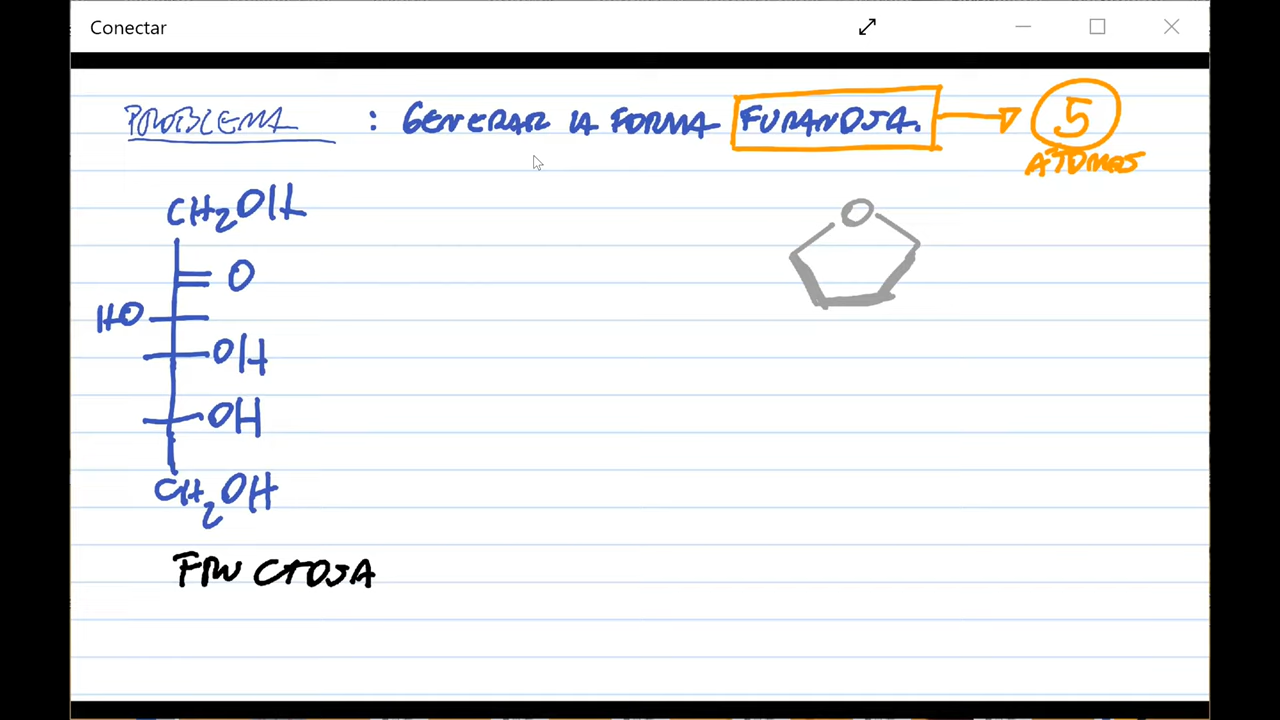 Conectar
PROBLEMA : GENERAR LA FORMA FURANOSA. 5
ÁTOMOS
CH2OH
O
HO
OH
OH
CH2OH
FRUCTOSA
O